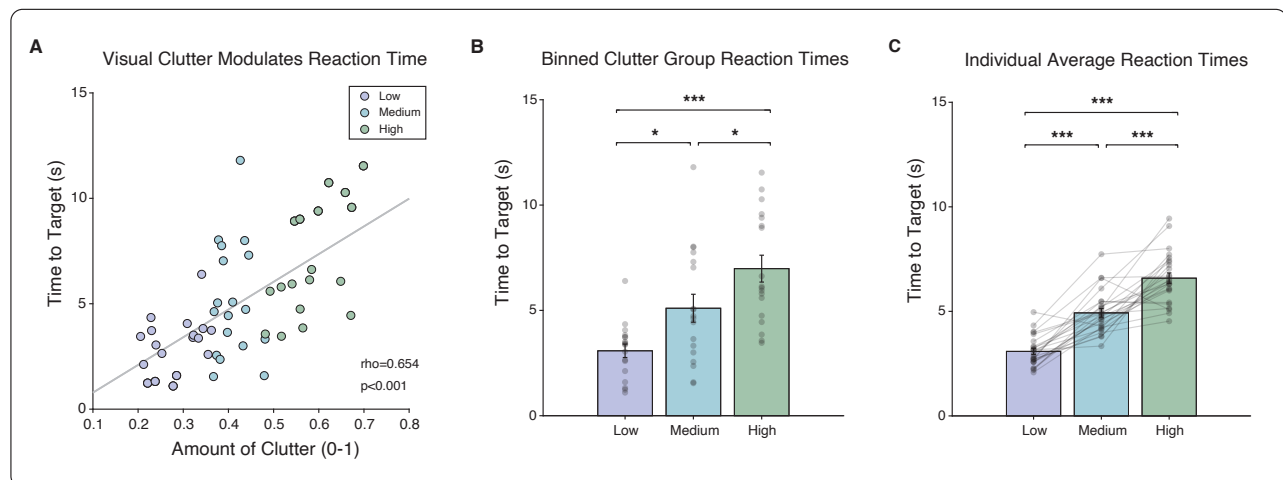 A
Visual Clutter Modulates Reaction Time
15
10
5
0
Time to Target (s)
Low
Medium
High
rho=0.654
p<0.001
0.1 0.2 0.3 0.4 0.5 0.6 0.7 0.8
Amount of Clutter (0-1)
B
Binned Clutter Group Reaction Times
15
10
5
0
Time to Target (s)
***
* *
Low Medium High
C
Individual Average Reaction Times
15
10
5
0
Time to Target (s)
***
*** ***
Low Medium High